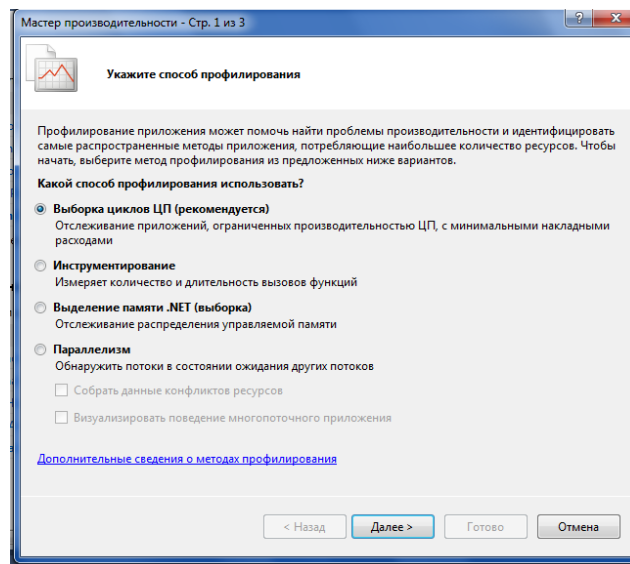 Мастер производительности - Стр. 1 из 3
Укажите способ профилирования
Профилирование приложения может помочь найти проблемы производительности и идентифицировать
самые распространенные методы приложения, потребляющие наибольшее количество ресурсов. Чтобы
начать, выберите метод профилирования из предложенных ниже вариантов.
Какой способ профилирования использовать?
Выборка циклов ЦП (рекомендуется)
Отслеживание приложений, ограниченных производительностью ЦП, с минимальными накладными
расходами
Инструментирование
Измеряет количество и длительность вызовов функций
Выделение памяти .NET (выборка)
Отслеживание распределения управляемой памяти
Параллелизм
Обнаружить потоки в состоянии ожидания других потоков
Собрать данные конфликтов ресурсов
Визуализировать поведение многопоточного приложения
Дополнительные сведения о методах профилирования
< Назад Далее > Готово Отмена